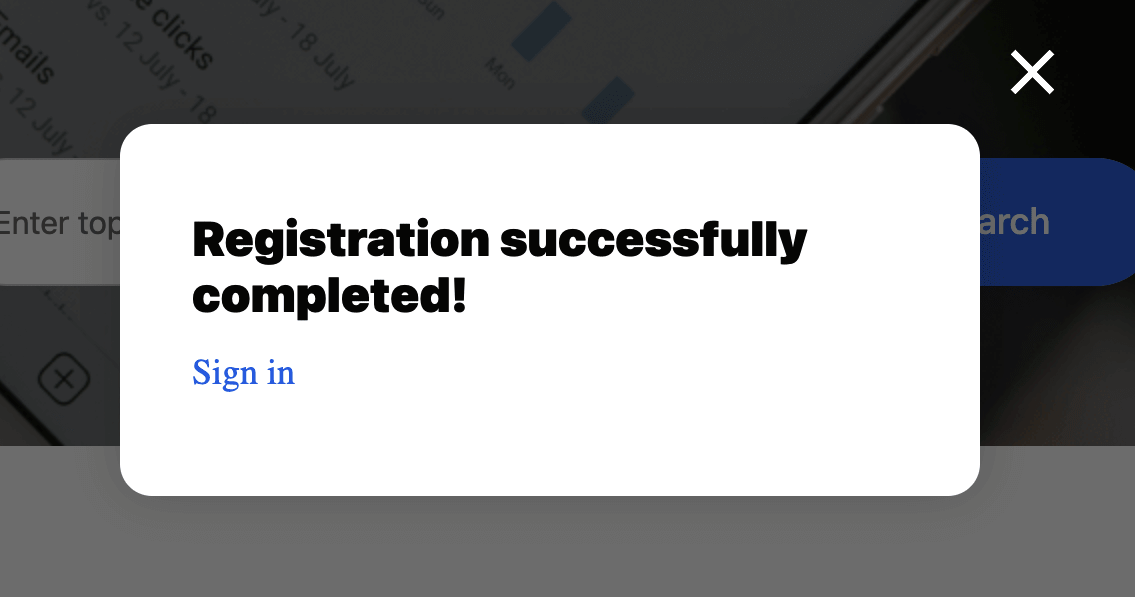 e clicks
vs. 12 July - 18
ly - 18 July
Sun
Mon
Emails
. 12 July -
Enter top
arch
Registration successfully
completed!
Sign in